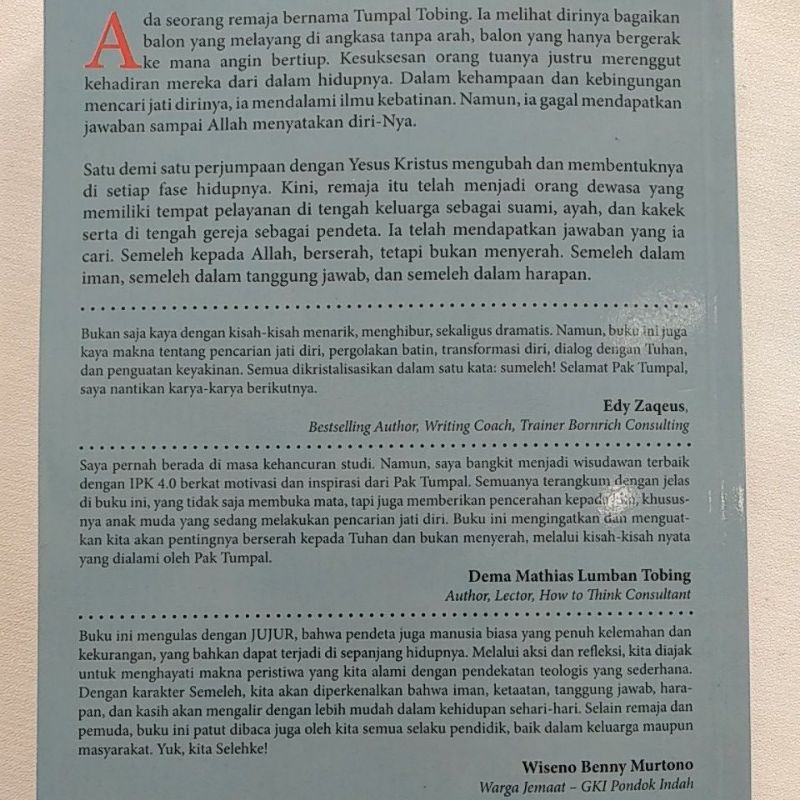 Ada seorang remaja bernama Tumpal Tobing. Ia melihat dirinya bagaikan
balon yang melayang di angkasa tanpa arah, balon yang hanya bergerak
ke mana angin bertiup. Kesuksesan orang tuanya justru merenggut
kehadiran mereka dari dalam hidupnya. Dalam kehampaan dan kebingungan
mencari jati dirinya, ia mendalami ilmu kebatinan. Namun, ia gagal mendapatkan
jawaban sampai Allah menyatakan diri-Nya.
Satu demi satu perjumpaan dengan Yesus Kristus mengubah dan membentuknya
di setiap fase hidupnya. Kini, remaja itu telah menjadi orang dewasa yang
memiliki tempat pelayanan di tengah keluarga sebagai suami, ayah, dan kakek
serta di tengah gereja sebagai pendeta. Ia telah mendapatkan jawaban yang ia
cari. Semeleh kepada Allah, berserah, tetapi bukan menyerah. Semeleh dalam
iman, semeleh dalam tanggung jawab, dan semeleh dalam harapan.
Bukan saja kaya dengan kisah-kisah menarik, menghibur, sekaligus dramatis. Namun, buku ini juga
kaya makna tentang pencarian jati diri, pergolakan batin, transformasi diri, dialog dengan Tuhan,
dan penguatan keyakinan. Semua dikristalisasikan dalam satu kata: sumeleh! Selamat Pak Tumpal,
saya nantikan karya-karya berikutnya.
Edy Zaqeus,
Bestselling Author, Writing Coach, Trainer Bornrich Consulting
Saya pernah berada di masa kehancuran studi. Namun, saya bangkit menjadi wisudawan terbaik
dengan IPK 4.0 berkat motivasi dan inspirasi dari Pak Tumpal. Semuanya terangkum dengan jelas
di buku ini, yang tidak saja membuka mata, tapi juga memberikan pencerahan kepada khusus-
nya anak muda yang sedang melakukan pencarian jati diri. Buku ini mengingatkan dan menguat-
kan kita akan pentingnya berserah kepada Tuhan dan bukan menyerah, melalui kisah-kisah nyata
yang dialami oleh Pak Tumpal.
Dema Mathias Lumban Tobing
Author, Lector, How to Think Consultant
Buku ini mengulas dengan JUJUR, bahwa pendeta juga manusia biasa yang penuh kelemahan dan
kekurangan, yang bahkan dapat terjadi di sepanjang hidupnya. Melalui aksi dan refleksi, kita diajak
untuk menghayati makna peristiwa yang kita alami dengan pendekatan teologis yang sederhana.
Dengan karakter Semeleh, kita akan diperkenalkan bahwa iman, ketaatan, tanggung jawab, hara-
pan, dan kasih akan mengalir dengan lebih mudah dalam kehidupan sehari-hari. Selain remaja dan
pemuda, buku ini patut dibaca juga oleh kita semua selaku pendidik, baik dalam keluarga maupun
masyarakat. Yuk, kita Selehke!
Wiseno Benny Murtono
Warga Jemaat – GKI Pondok Indah